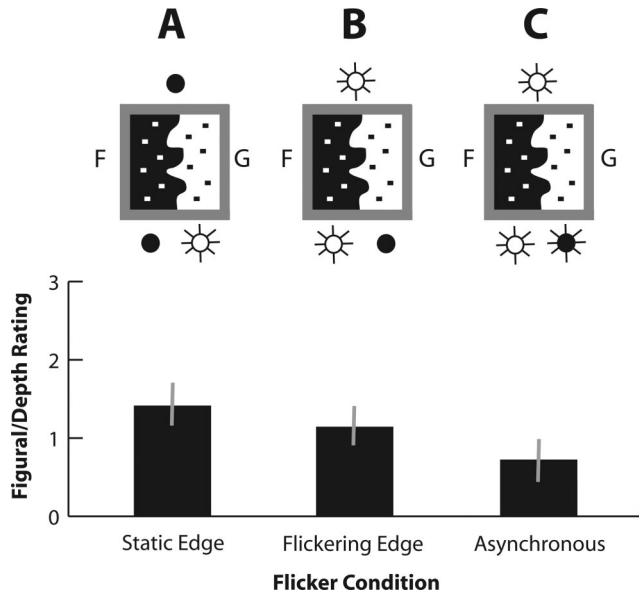 A B C
F G F G F G
3
2
1
0
Figural/Depth Rating
Static Edge Flickering Edge Asynchronous
Flicker Condition